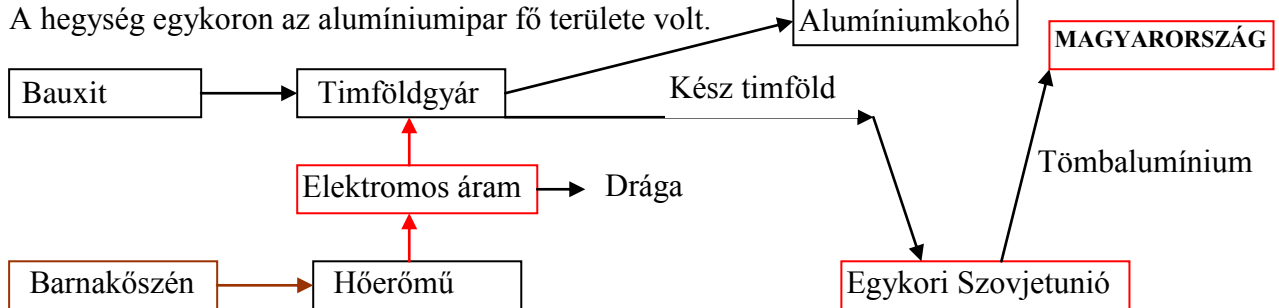 A hegység egykoron az alumíniumipar fő területe volt.
Alumíniumkohó
MAGYARORSZÁG
Bauxit
Timföldgyár
Kész timföld
Tömbalumínium
Elektromos áram
Drága
Barnakőszén
Hőerőmű
Egykori Szovjetunió